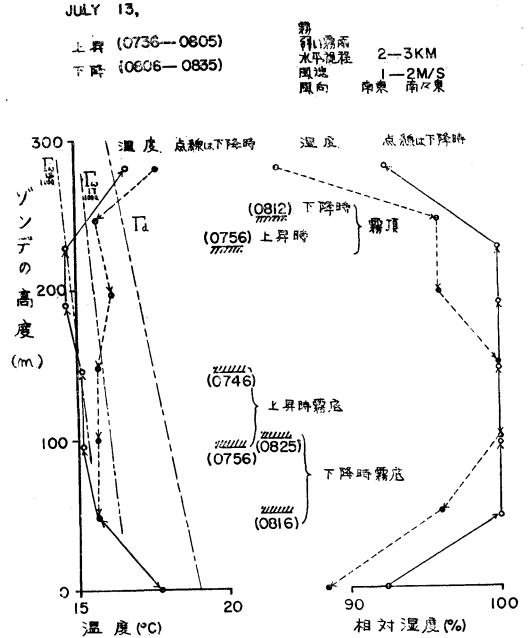 JULY 13,
上昇 (0736—0805)
下降 (0806—0835)
霧
弱い霧雨
水平視程 2—3KM
風速 1—2M/S
風向 南東 南々東
300
温度 点線は下降時
湿度 点線は下降時
Γd
(0812) 下降時
(0756) 上昇時
霧頂
ゾンデの高度(m)
200
(0746)
上昇時霧底
100
(0756) (0825)
下降時霧底
(0816)
0
15 20 90 100
温度(℃) 相対湿度(%)